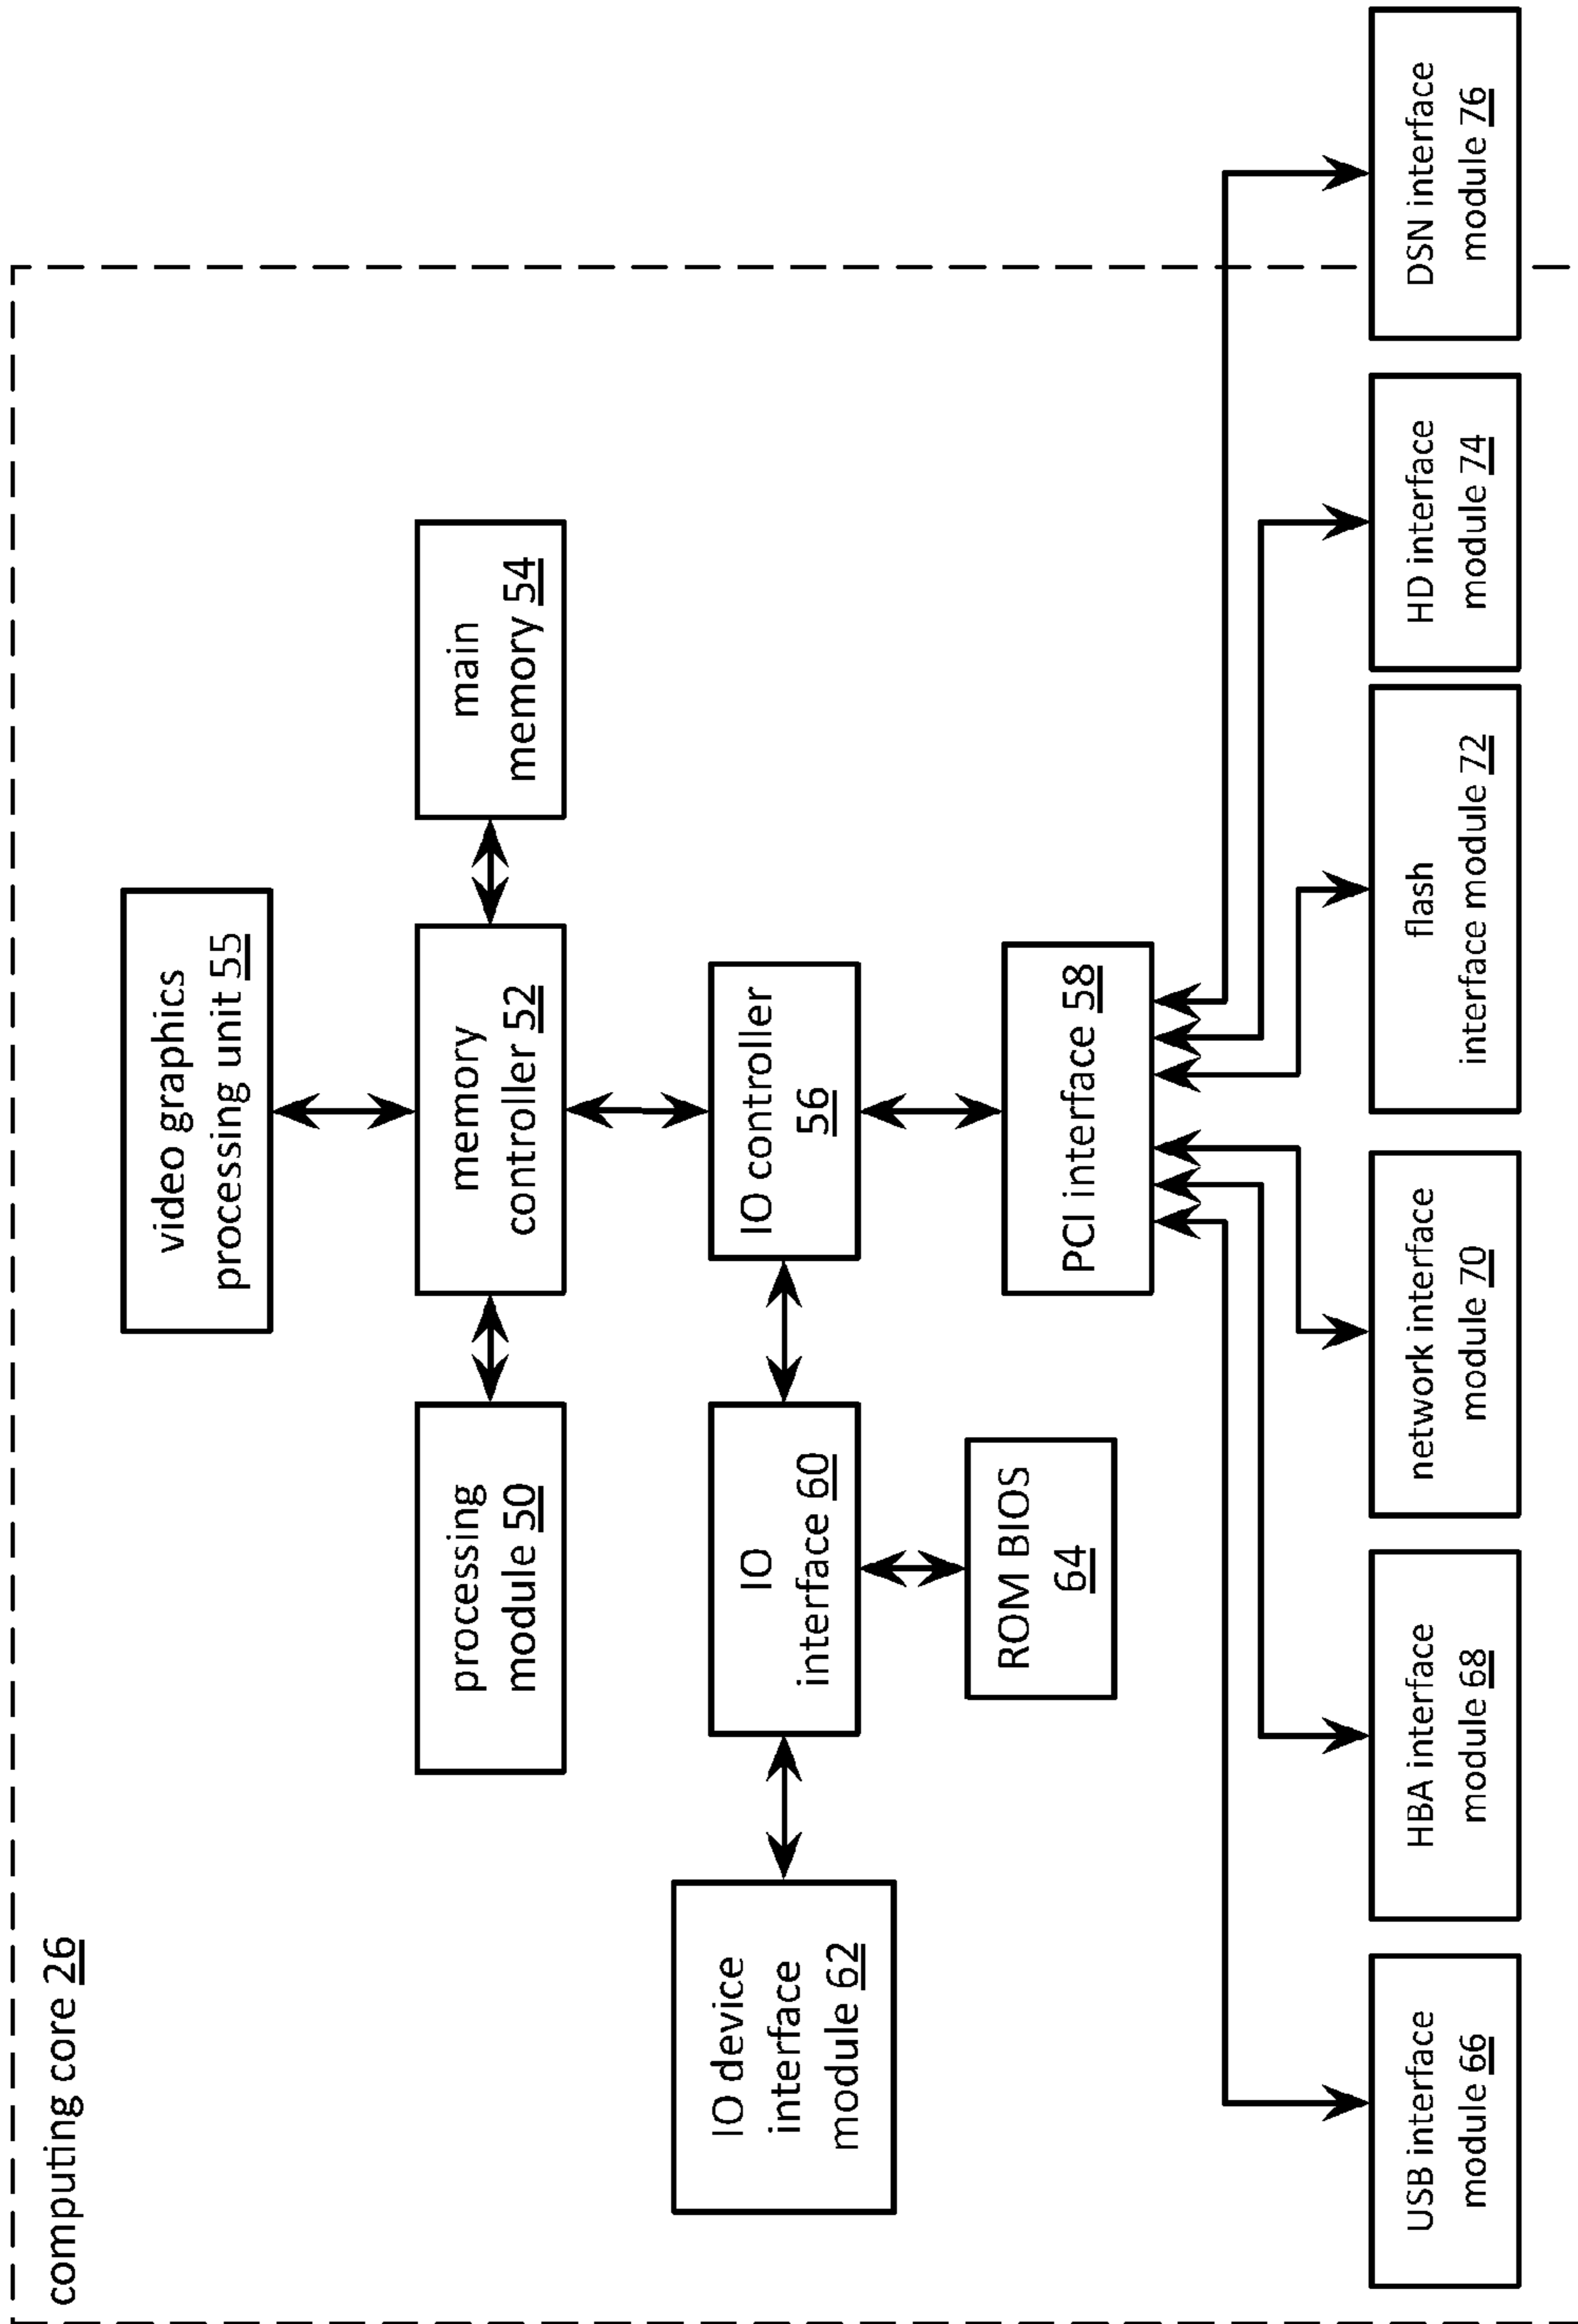 computing core 26
video graphics
processing unit 55
processing
module 50
memory
controller 52
main
memory 54
IO device
interface
module 62
IO
interface 60
IO controller
56
ROM BIOS
64
PCI interface 58
USB interface
module 66
HBA interface
module 68
network interface
module 70
flash
interface module 72
HD interface
module 74
DSN interface
module 76